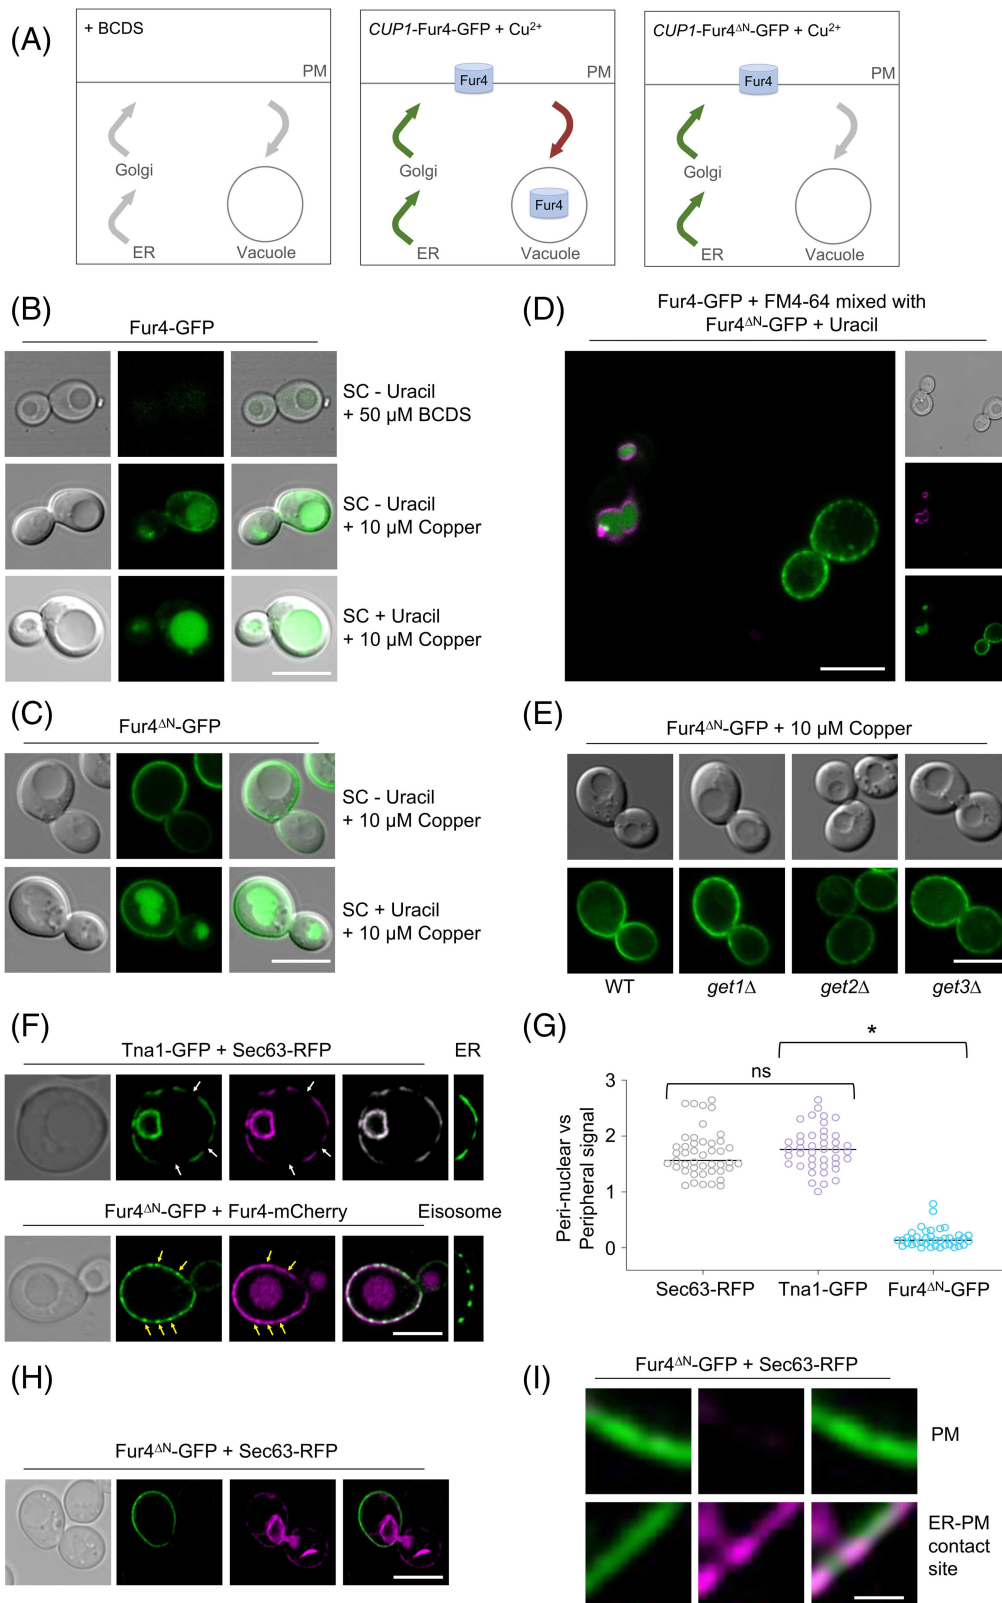 (A)
+ BCDS
PM
Golgi
ER
Vacuole
CUP1-Fur4-GFP + Cu²⁺
PM
Fur4
Golgi
Fur4
ER
Vacuole
CUP1-Fur4ΔN-GFP + Cu²⁺
PM
Fur4
Golgi
ER
Vacuole
(B)
Fur4-GFP
SC - Uracil
+ 50 µM BCDS
SC - Uracil
+ 10 µM Copper
SC + Uracil
+ 10 µM Copper
(C)
Fur4ΔN-GFP
SC - Uracil
+ 10 µM Copper
SC + Uracil
+ 10 µM Copper
(D)
Fur4-GFP + FM4-64 mixed with
Fur4ΔN-GFP + Uracil
(E)
Fur4ΔN-GFP + 10 µM Copper
WT
get1Δ
get2Δ
get3Δ
(F)
Tna1-GFP + Sec63-RFP
ER
Fur4ΔN-GFP + Fur4-mCherry
Eisosome
(G)
*
ns
Peri-nuclear vs
Peripheral signal
3
2
1
0
Sec63-RFP
Tna1-GFP
Fur4ΔN-GFP
(H)
Fur4ΔN-GFP + Sec63-RFP
(I)
Fur4ΔN-GFP + Sec63-RFP
PM
ER-PM
contact
site